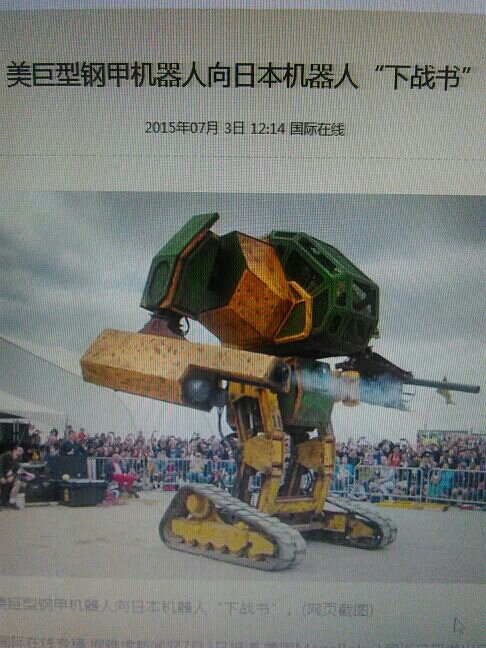 美巨型钢甲机器人向日本机器人“下战书”
2015年07月 3日 12:14 国际在线
美巨型钢甲机器人向日本机器人“下战书”。(网页截图)
国际在线专稿:据